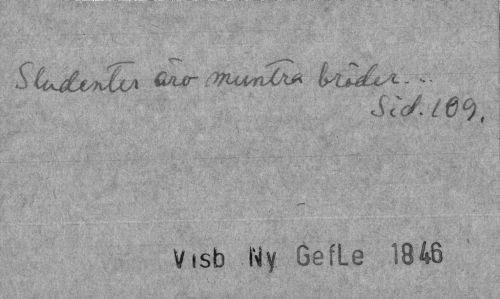 Studenter äro muntra bröder...
Sid. 109.
Visb Ny Gefle 1846